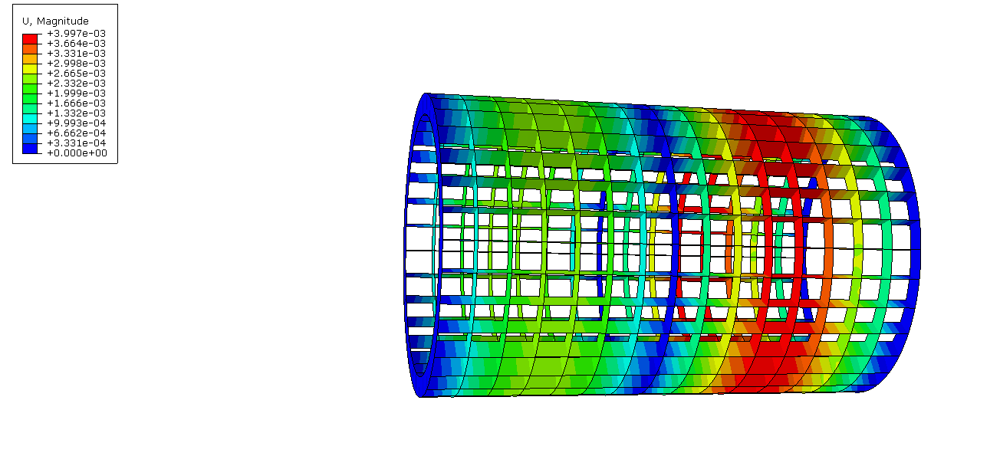 U, Magnitude
+3.997e-03
+3.664e-03
+3.331e-03
+2.998e-03
+2.665e-03
+2.332e-03
+1.999e-03
+1.666e-03
+1.332e-03
+9.993e-04
+6.662e-04
+3.331e-04
+0.000e+00